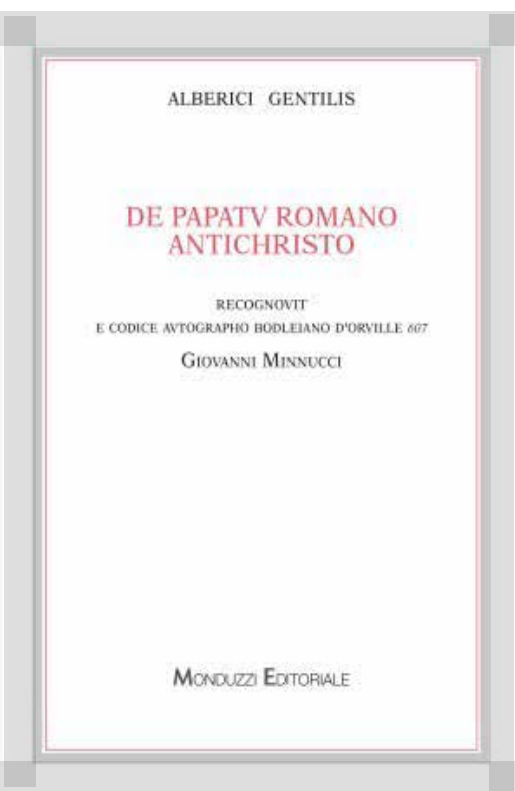 ALBERICI GENTILIS
DE PAPATV ROMANO
ANTICHRISTO
RECOGNOVIT
E CODICE AVTOGRAPHO BODLEIANO D'ORVILLE 607
GIOVANNI MINNUCCI
MONDUZZI EDITORIALE